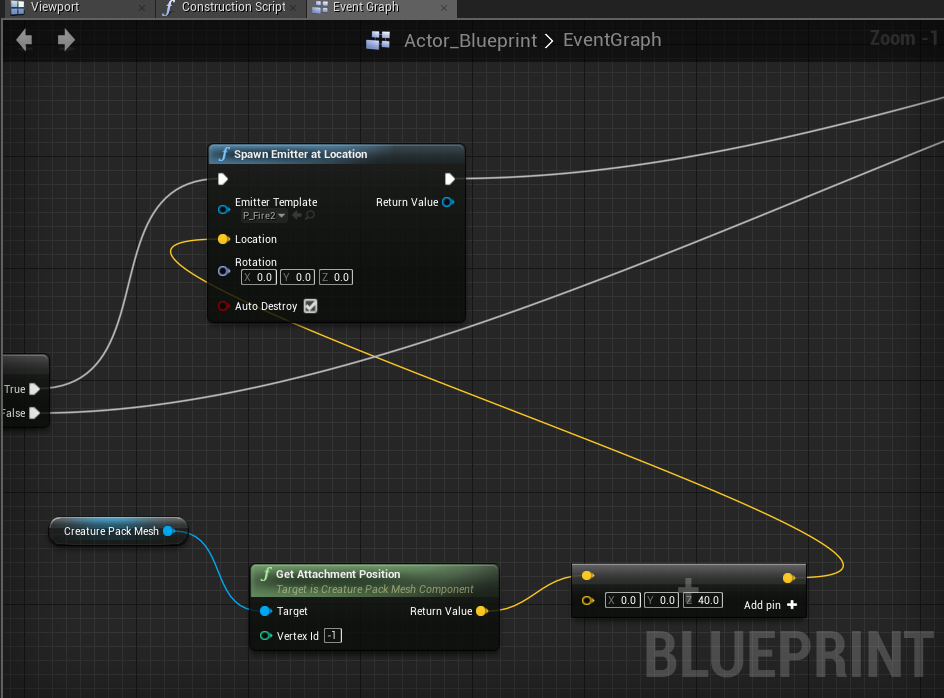 Viewport
Construction Script
Event Graph
Actor_Blueprint > EventGraph
Zoom -1
Spawn Emitter at Location
Emitter Template
Return Value
P_Fire2
Location
Rotation
X 0.0 Y 0.0 Z 0.0
Auto Destroy
True
False
Creature Pack Mesh
Get Attachment Position
Target is Creature Pack Mesh Component
Target
Return Value
Vertex Id -1
X 0.0 Y 0.0 Z 40.0
Add pin
BLUEPRINT